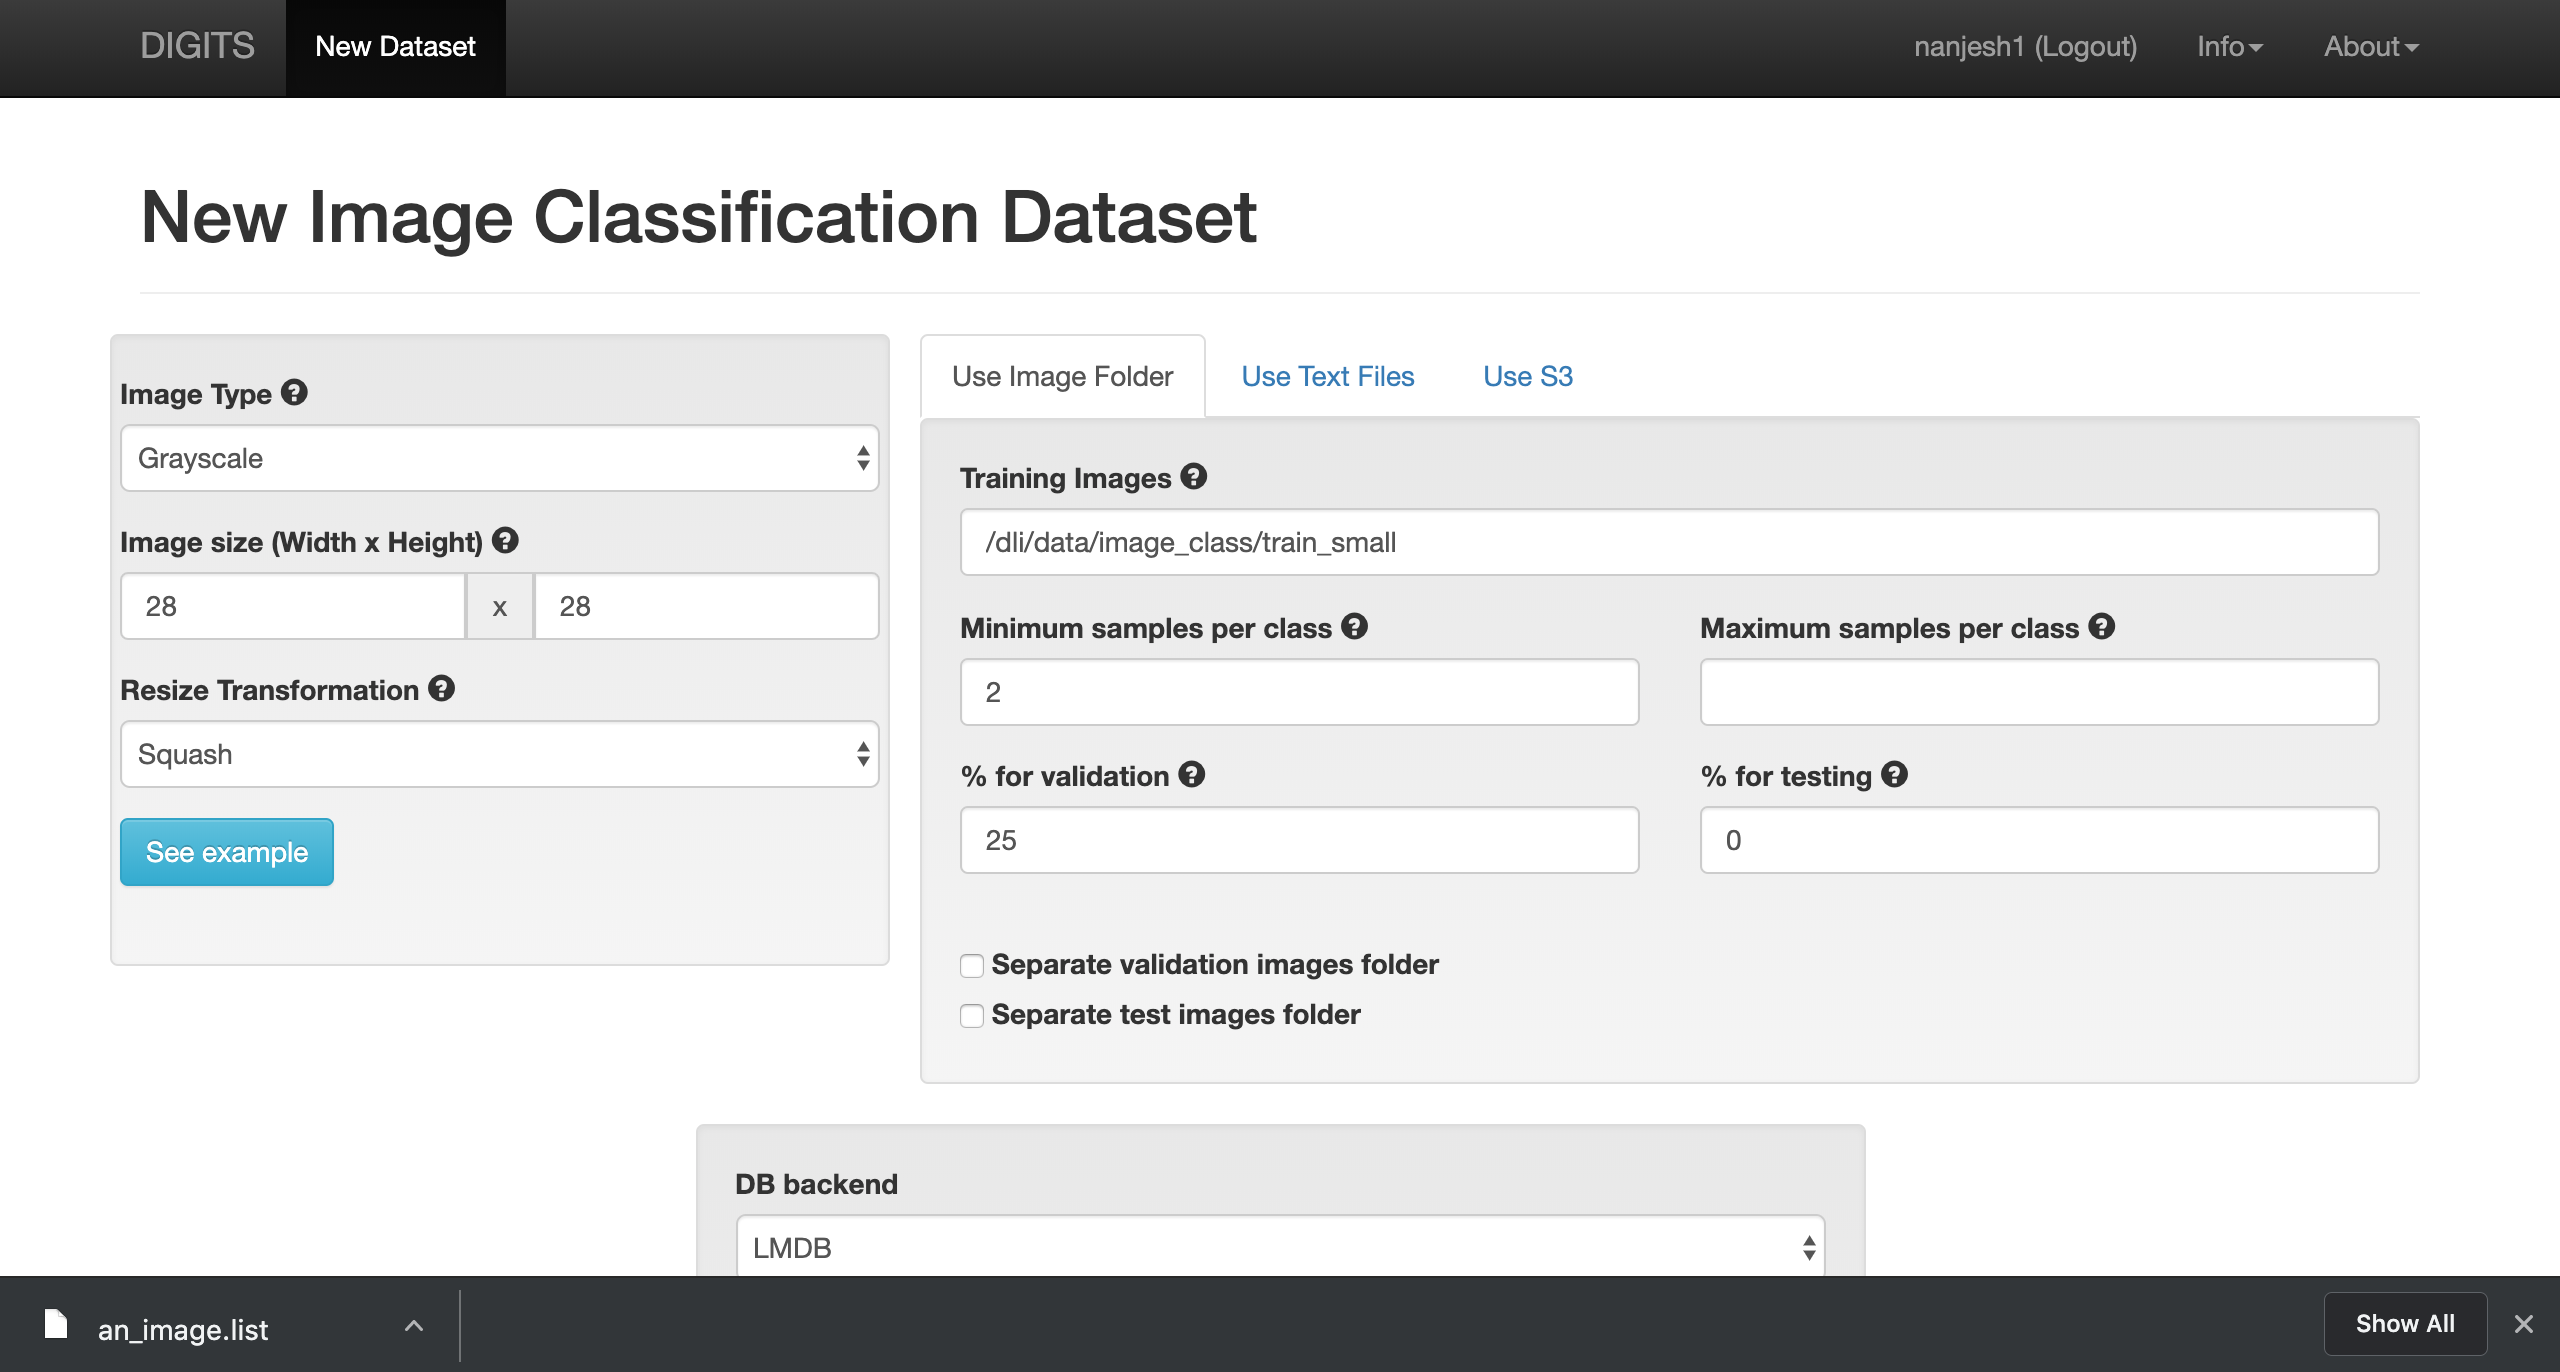 DIGITS New Dataset nanjesh1 (Logout) Info About
New Image Classification Dataset
Image Type
Grayscale
Image size (Width x Height)
28 x 28
Resize Transformation
Squash
See example
Use Image Folder Use Text Files Use S3
Training Images
/dli/data/image_class/train_small
Minimum samples per class Maximum samples per class
2
% for validation % for testing
25 0
Separate validation images folder
Separate test images folder
DB backend
LMDB
an_image.list Show All